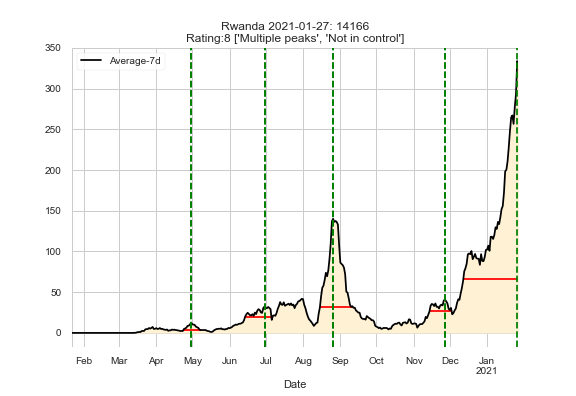 Rwanda 2021-01-27: 14166
Rating:8 ['Multiple peaks', 'Not in control']
Average-7d
350
300
250
200
150
100
50
0
Feb Mar Apr May Jun Jul Aug Sep Oct Nov Dec Jan
2021
Date